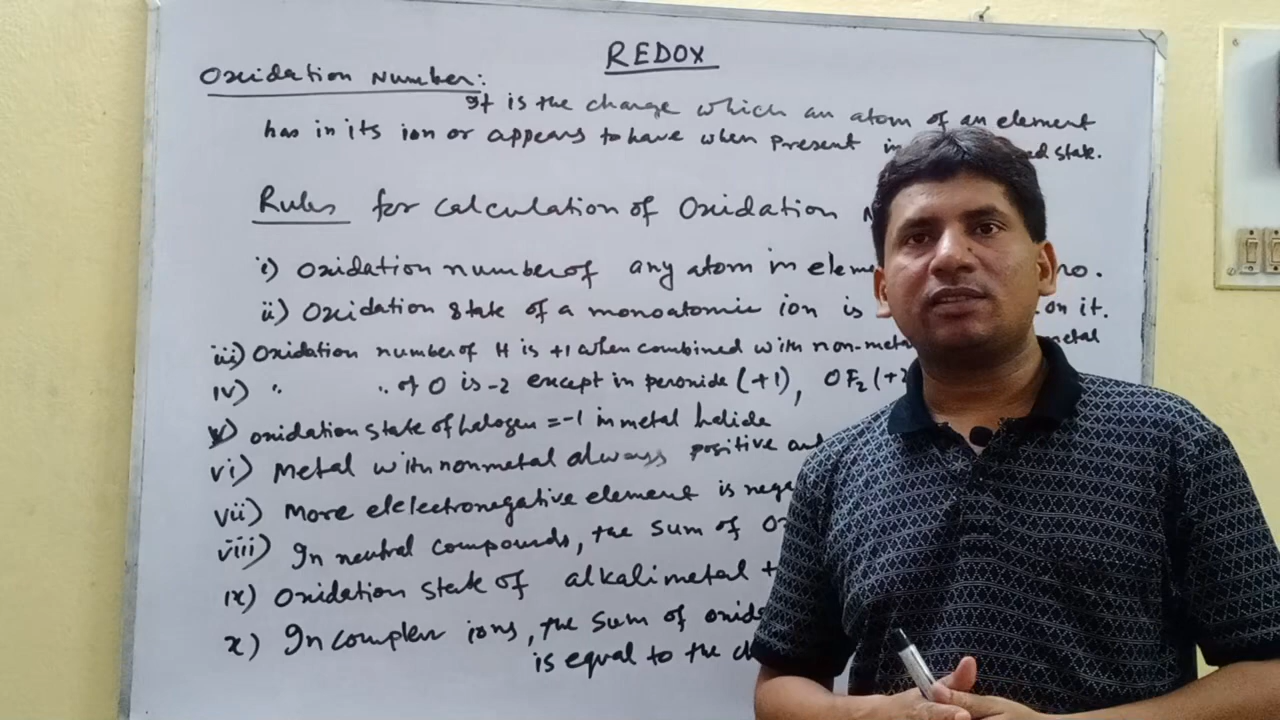 REDOX
Oxidation Number:
It is the charge which an atom of an element
has in its ion or appears to have when present in state.
Rules for calculation of Oxidation
i) Oxidation number of any atom in
ii) Oxidation state of a monoatomic ion is on it.
iii) Oxidation number of H is +1 when combined with
iv) " " of O is -2 except in peroxide (+1), OF2
v) oxidation state of halogen = -1 in metal halide
vi) Metal with nonmetal always positive
vii) More elelectronegative element is
viii) In neutral compounds, the sum of
ix) Oxidation state of alkali metal +
x) In complex ions, the sum of
is equal to the